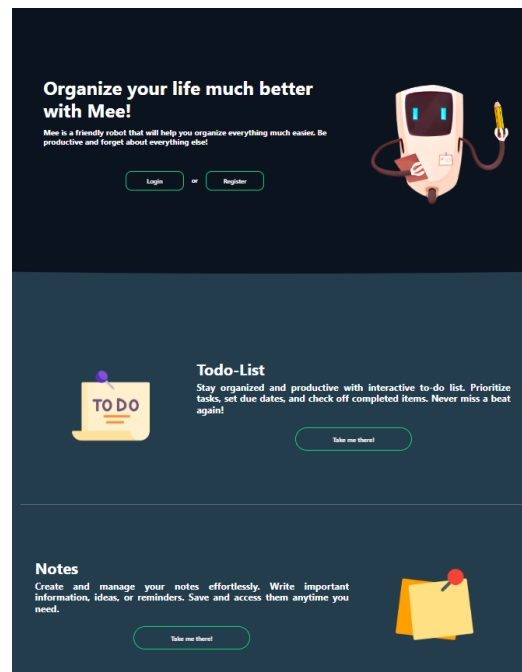 Organize your life much better
with Mee!
Mee is a friendly robot that will help you organize everything much easier. Be
productive and forget about everything else!
Login or Register
Todo-List
TO DO
Stay organized and productive with interactive to-do list. Prioritize
tasks, set due dates, and check off completed items. Never miss a beat
again!
Take me there!
Notes
Create and manage your notes effortlessly. Write important
information, ideas, or reminders. Save and access them anytime you
need.
Take me there!